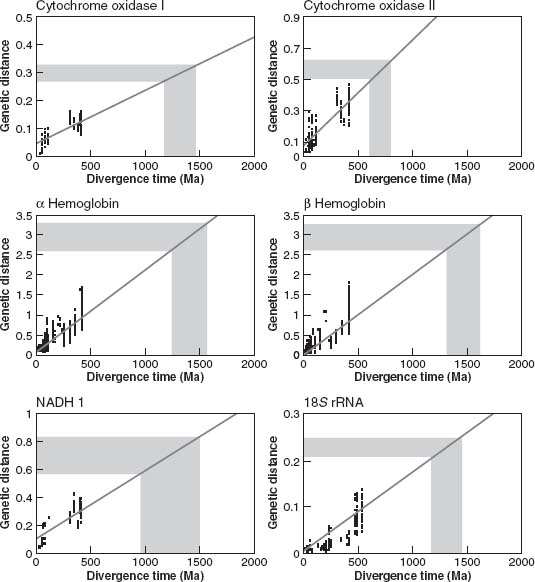 Cytochrome oxidase I
Genetic distance
0.5
0.4
0.3
0.2
0.1
0
0 500 1000 1500 2000
Divergence time (Ma)
Cytochrome oxidase II
Genetic distance
0.9
0.7
0.5
0.3
0.1
0
0 500 1000 1500 2000
Divergence time (Ma)
α Hemoglobin
Genetic distance
3.5
3
2.5
2
1.5
1
0.5
0
0 500 1000 1500 2000
Divergence time (Ma)
β Hemoglobin
Genetic distance
3.5
3
2.5
2
1.5
1
0.5
0
0 500 1000 1500 2000
Divergence time (Ma)
NADH 1
Genetic distance
1
0.8
0.6
0.4
0.2
0
0 500 1000 1500 2000
Divergence time (Ma)
18S rRNA
Genetic distance
0.3
0.2
0.1
0
0 500 1000 1500 2000
Divergence time (Ma)